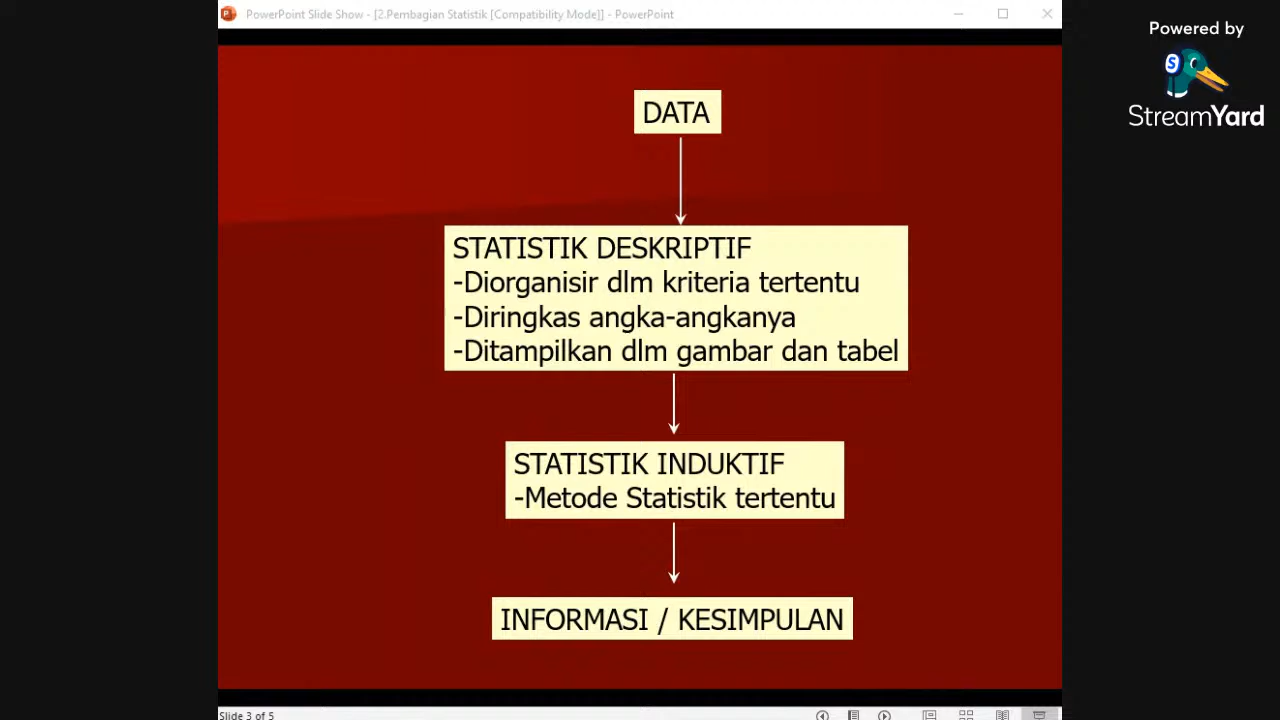 PowerPoint Slide Show - [2.Pembagian Statistik [Compatibility Mode]] - PowerPoint
Powered by
S
StreamYard
DATA
STATISTIK DESKRIPTIF
-Diorganisir dlm kriteria tertentu
-Diringkas angka-angkanya
-Ditampilkan dlm gambar dan tabel
STATISTIK INDUKTIF
-Metode Statistik tertentu
INFORMASI / KESIMPULAN
Slide 3 of 5